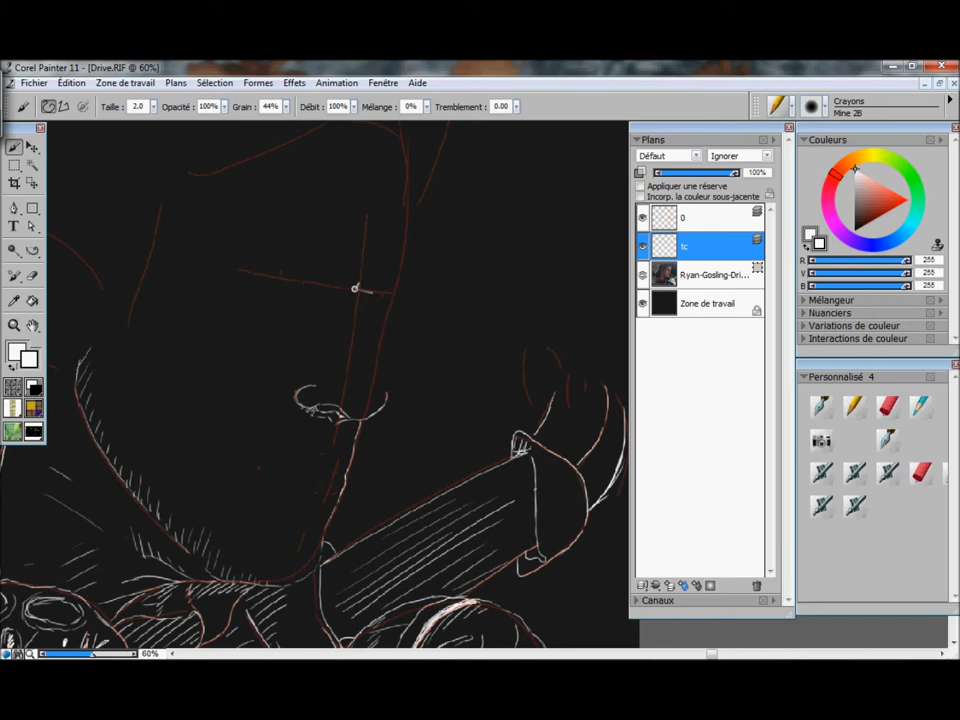 Corel Painter 11 - [Drive.RIF @ 60%]
Fichier Édition Zone de travail Plans Sélection Formes Effets Animation Fenêtre Aide
Taille : 2.0 Opacité : 100% Grain : 44% Débit : 100% Mélange : 0% Tremblement : 0.00
Crayons
Mine 2B
Plans
Défaut Ignorer
100%
Appliquer une réserve
Incorp. la couleur sous-jacente
0
tc
Ryan-Gosling-Dri...
Zone de travail
Canaux
Couleurs
R 255
V 255
B 255
Mélangeur
Nuanciers
Variations de couleur
Interactions de couleur
Personnalisé 4
T
60%